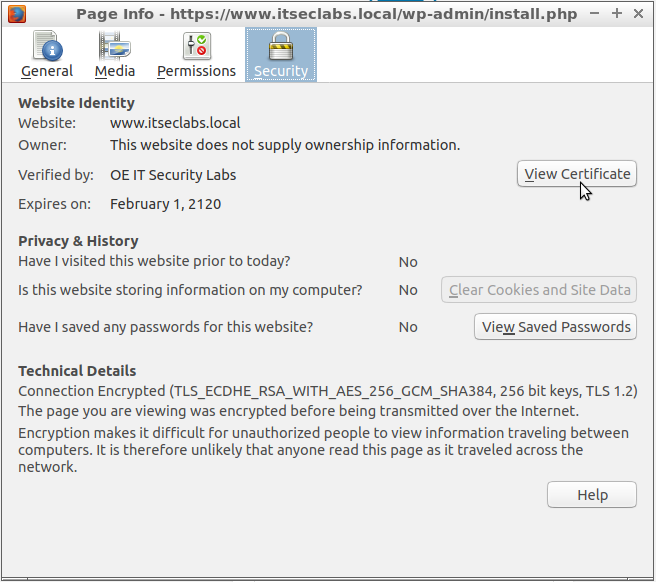 Page Info - https://www.itseclabs.local/wp-admin/install.php
General Media Permissions Security
Website Identity
Website: www.itseclabs.local
Owner: This website does not supply ownership information.
Verified by: OE IT Security Labs View Certificate
Expires on: February 1, 2120
Privacy & History
Have I visited this website prior to today? No
Is this website storing information on my computer? No Clear Cookies and Site Data
Have I saved any passwords for this website? No View Saved Passwords
Technical Details
Connection Encrypted (TLS_ECDHE_RSA_WITH_AES_256_GCM_SHA384, 256 bit keys, TLS 1.2)
The page you are viewing was encrypted before being transmitted over the Internet.
Encryption makes it difficult for unauthorized people to view information traveling between
computers. It is therefore unlikely that anyone read this page as it traveled across the
network.
Help